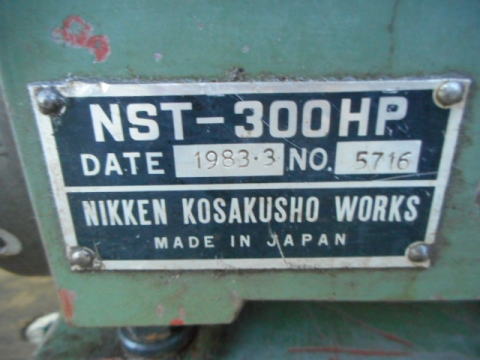 NST-300HP
DATE 1983.3 NO. 5716
NIKKEN KOSAKUSHO WORKS
MADE IN JAPAN